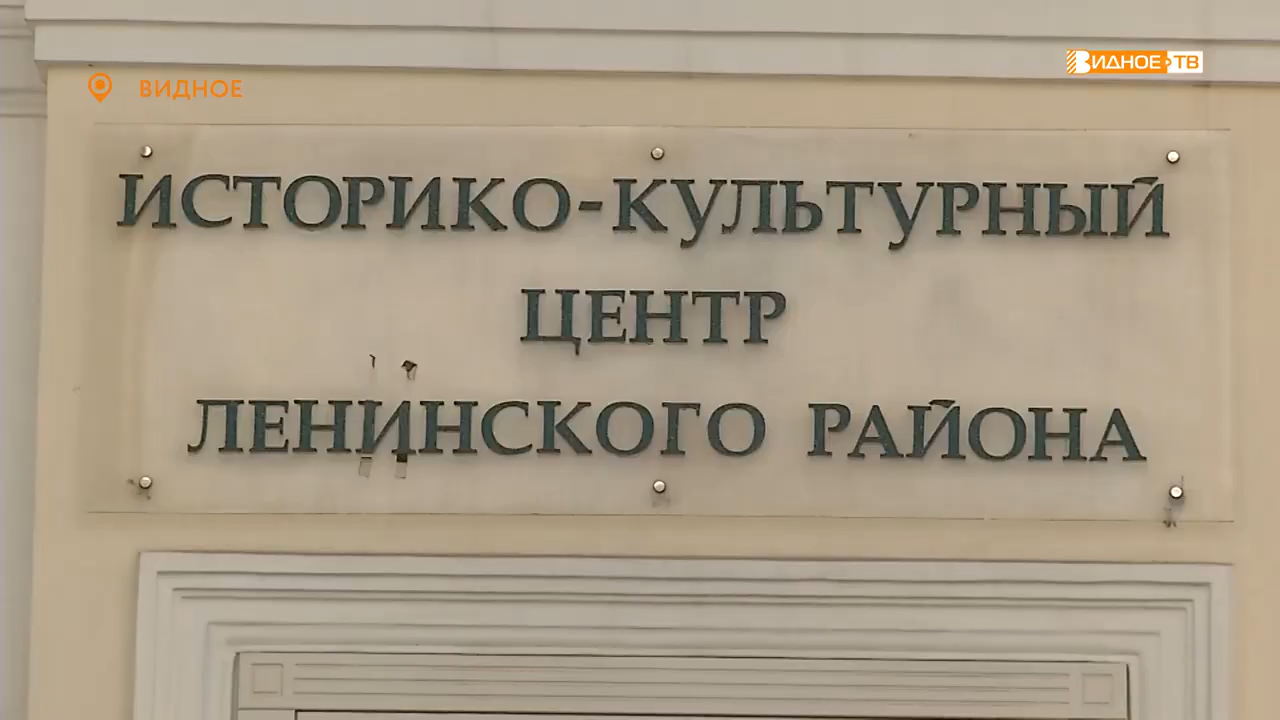 ВИДНОЕ
ВИДНОЕ ТВ
ИСТОРИКО-КУЛЬТУРНЫЙ
ЦЕНТР
ЛЕНИНСКОГО РАЙОНА